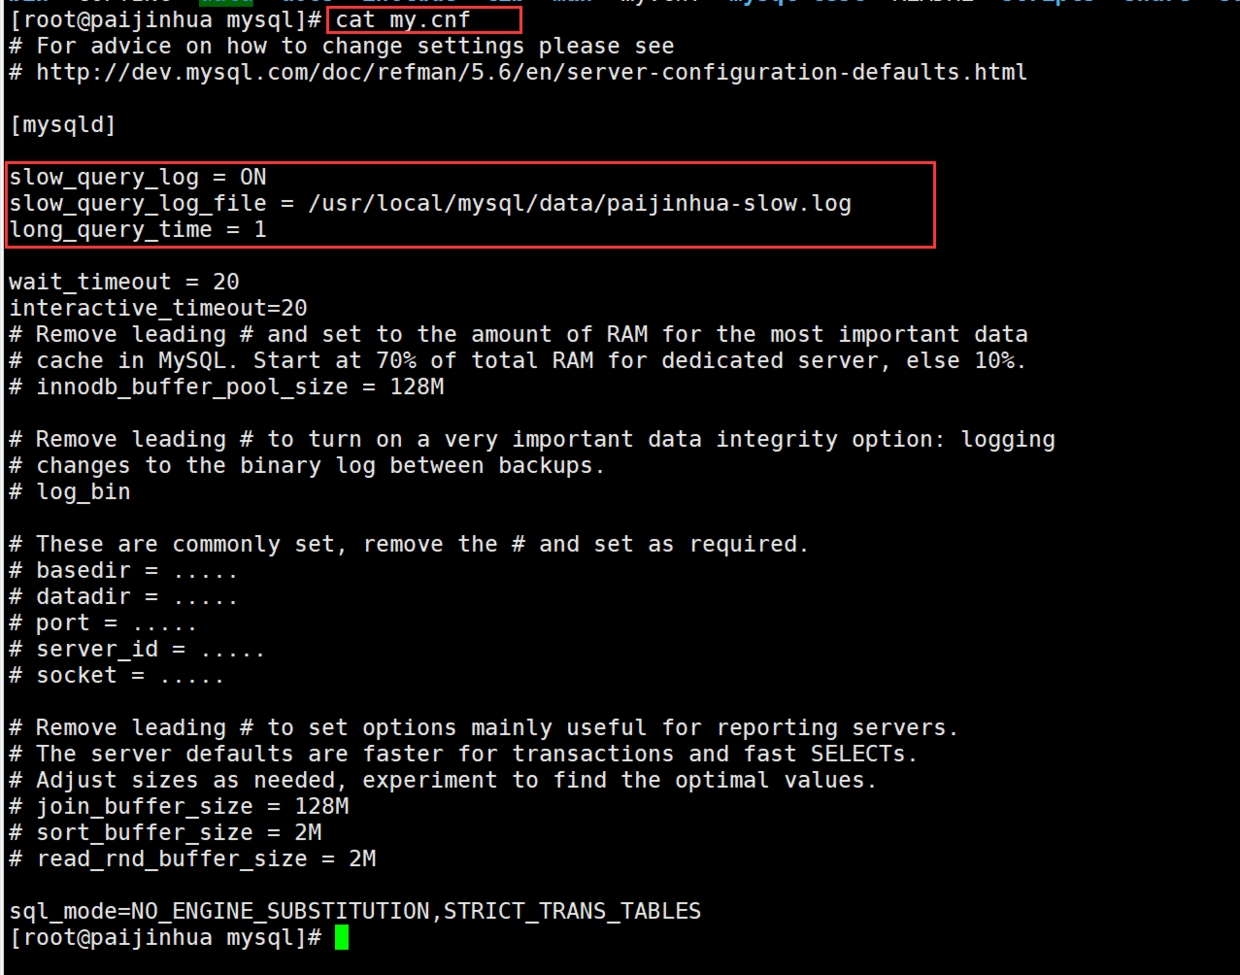 [root@paijinhua mysql]# cat my.cnf
# For advice on how to change settings please see
# http://dev.mysql.com/doc/refman/5.6/en/server-configuration-defaults.html
[mysqld]
slow_query_log = ON
slow_query_log_file = /usr/local/mysql/data/paijinhua-slow.log
long_query_time = 1
wait_timeout = 20
interactive_timeout=20
# Remove leading # and set to the amount of RAM for the most important data
# cache in MySQL. Start at 70% of total RAM for dedicated server, else 10%.
# innodb_buffer_pool_size = 128M
# Remove leading # to turn on a very important data integrity option: logging
# changes to the binary log between backups.
# log_bin
# These are commonly set, remove the # and set as required.
# basedir = .....
# datadir = .....
# port = .....
# server_id = .....
# socket = .....
# Remove leading # to set options mainly useful for reporting servers.
# The server defaults are faster for transactions and fast SELECTs.
# Adjust sizes as needed, experiment to find the optimal values.
# join_buffer_size = 128M
# sort_buffer_size = 2M
# read_rnd_buffer_size = 2M
sql_mode=NO_ENGINE_SUBSTITUTION,STRICT_TRANS_TABLES
[root@paijinhua mysql]#